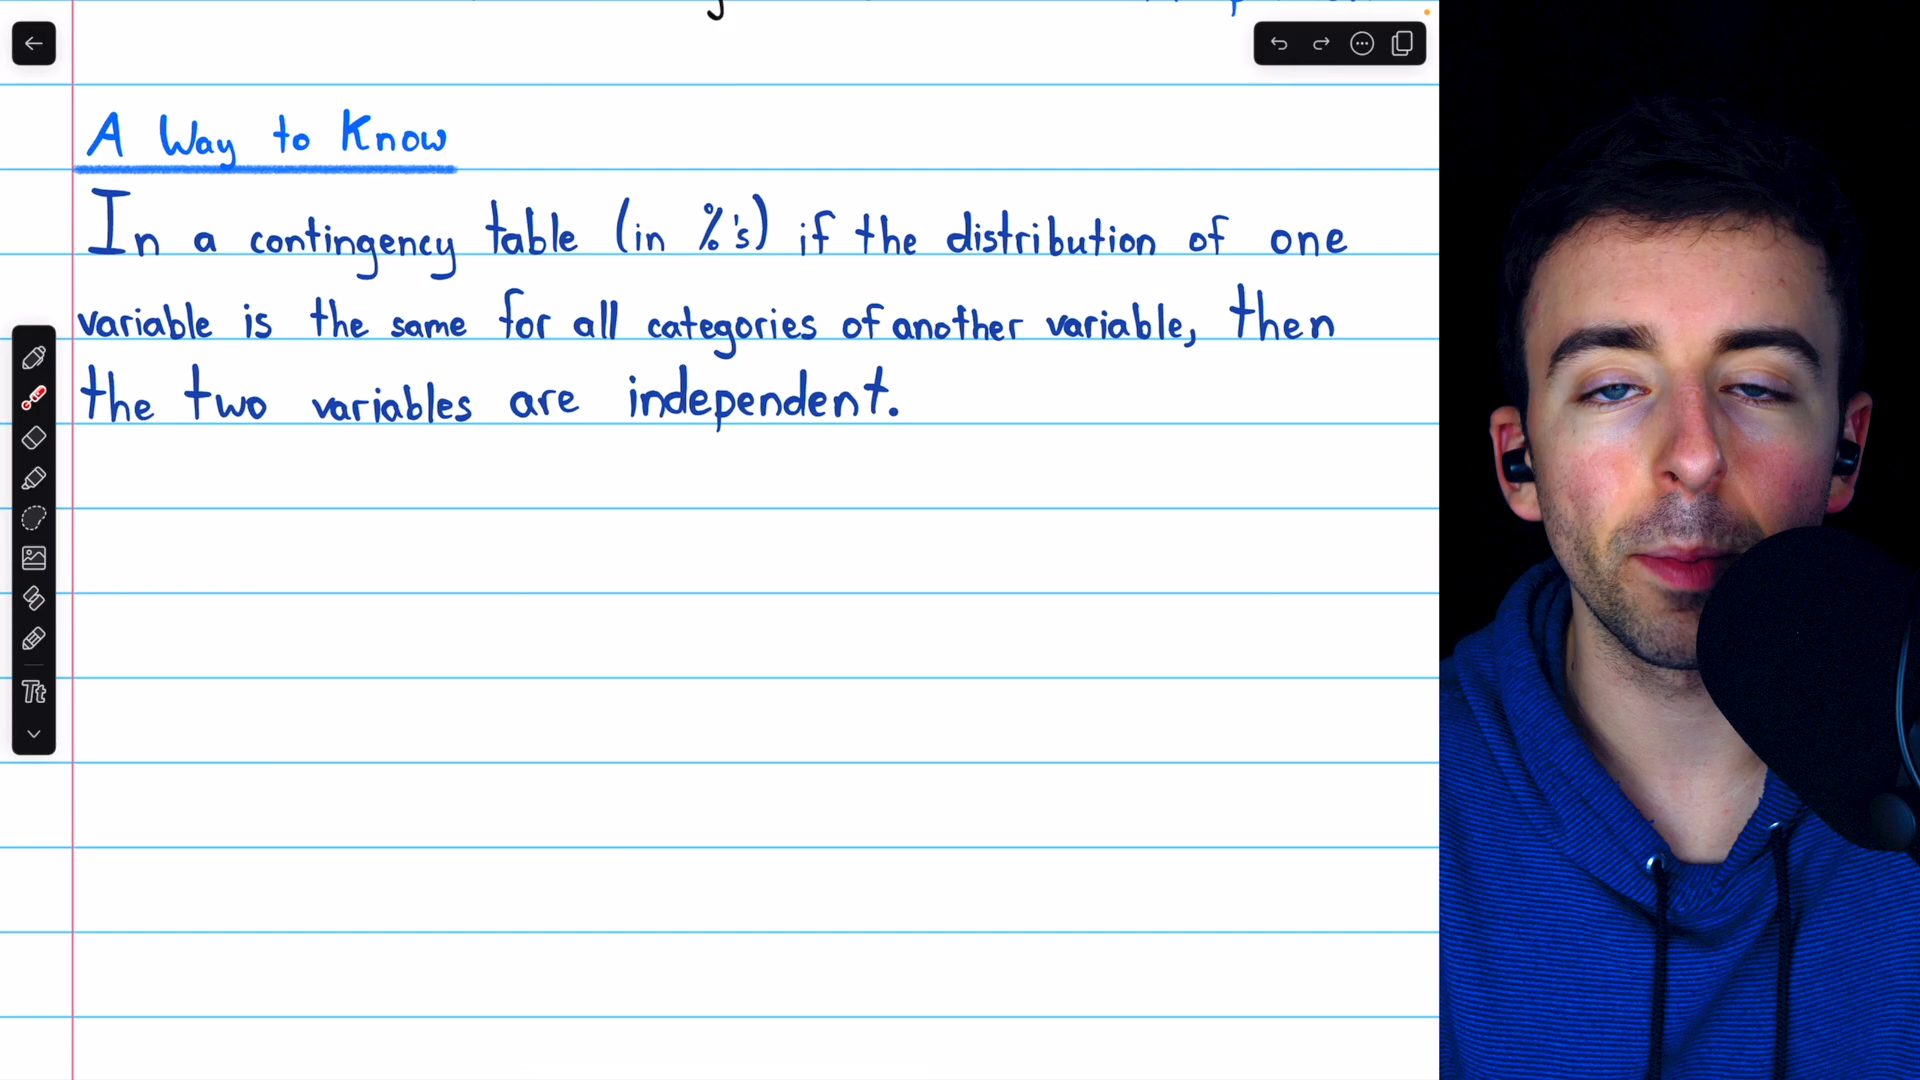 A Way to Know
In a contingency table (in %'s) if the distribution of one
variable is the same for all categories of another variable, then
the two variables are independent.
Tt